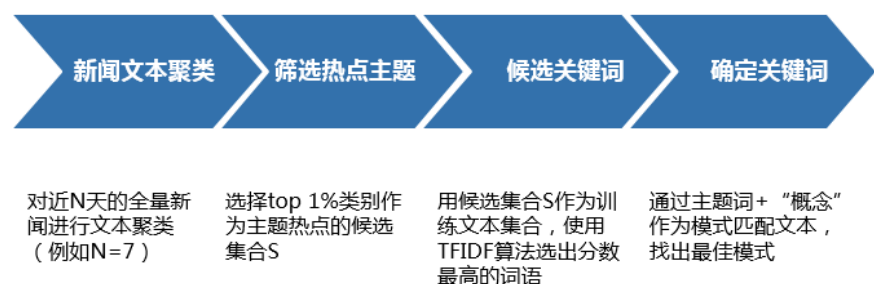 新闻文本聚类
筛选热点主题
候选关键词
确定关键词
对近N天的全量新
闻进行文本聚类
（例如N=7）
选择top 1%类别作
为主题热点的候选
集合S
用候选集合S作为训
练文本集合，使用
TFIDF算法选出分数
最高的词语
通过主题词+“概念”
作为模式匹配文本，
找出最佳模式